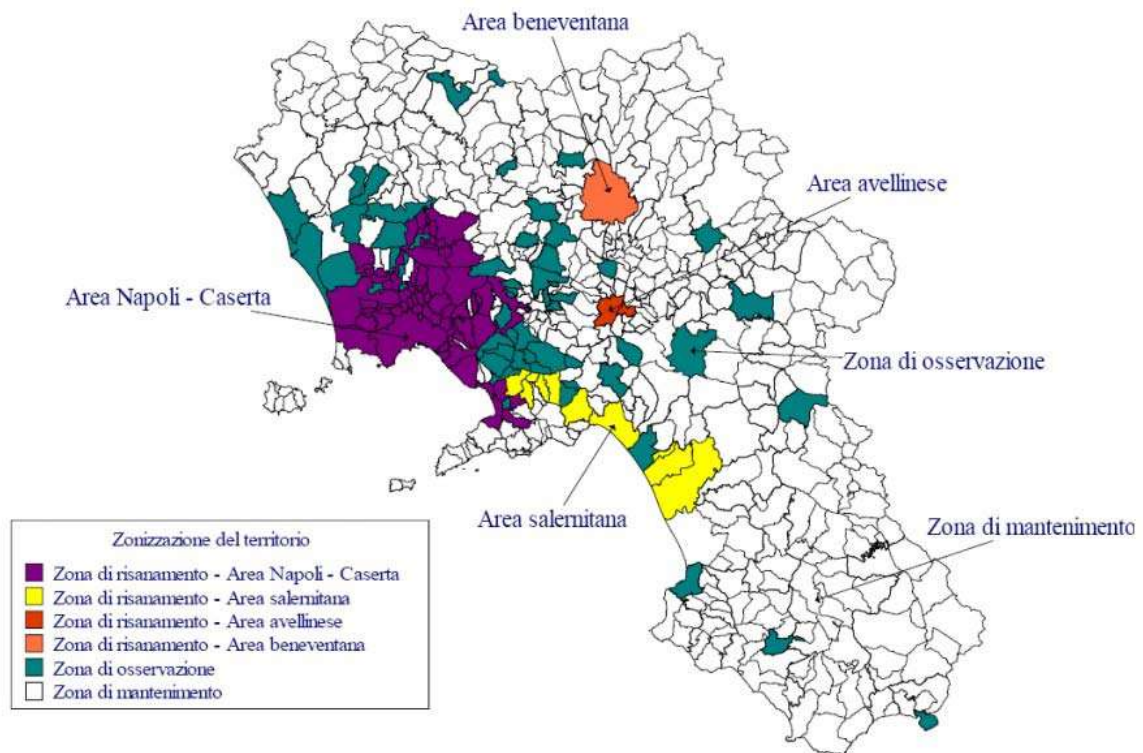 Area beneventana
Area avellinese
Area Napoli - Caserta
Zona di osservazione
Area salernitana
Zona di mantenimento
Zonizzazione del territorio
Zona di risanamento - Area Napoli - Caserta
Zona di risanamento - Area salernitana
Zona di risanamento - Area avellinese
Zona di risanamento - Area beneventana
Zona di osservazione
Zona di mantenimento